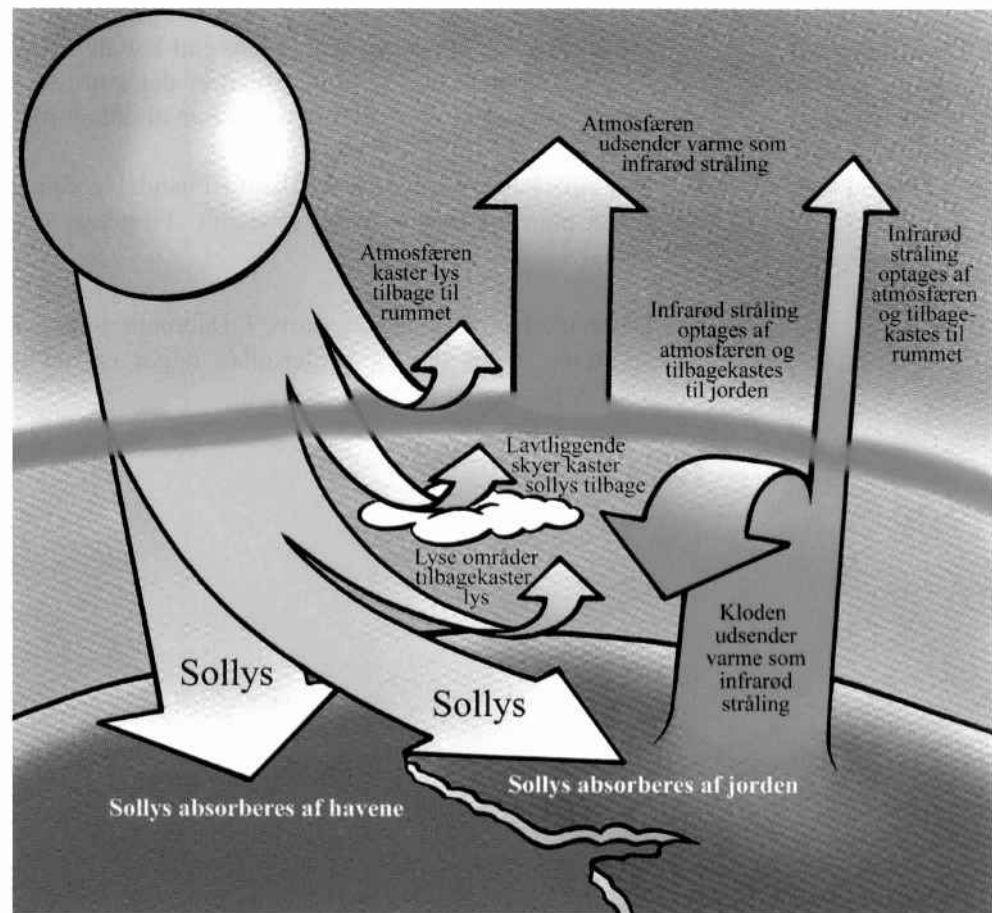 Atmosfæren
udsender varme som
infrarød stråling
Atmosfæren
kaster lys
tilbage til
rummet
Infrarød stråling
optages af
atmosfæren og
tilbagekastes
til jorden
Infrarød
stråling
optages af
atmosfæren
og tilbage-
kastes til
rummet
Lavtliggende
skyer kaster
sollys tilbage
Lyse områder
tilbagekaster
lys
Kloden
udsender
varme som
infrarød
stråling
Sollys
Sollys
Sollys absorberes af jorden
Sollys absorberes af havene